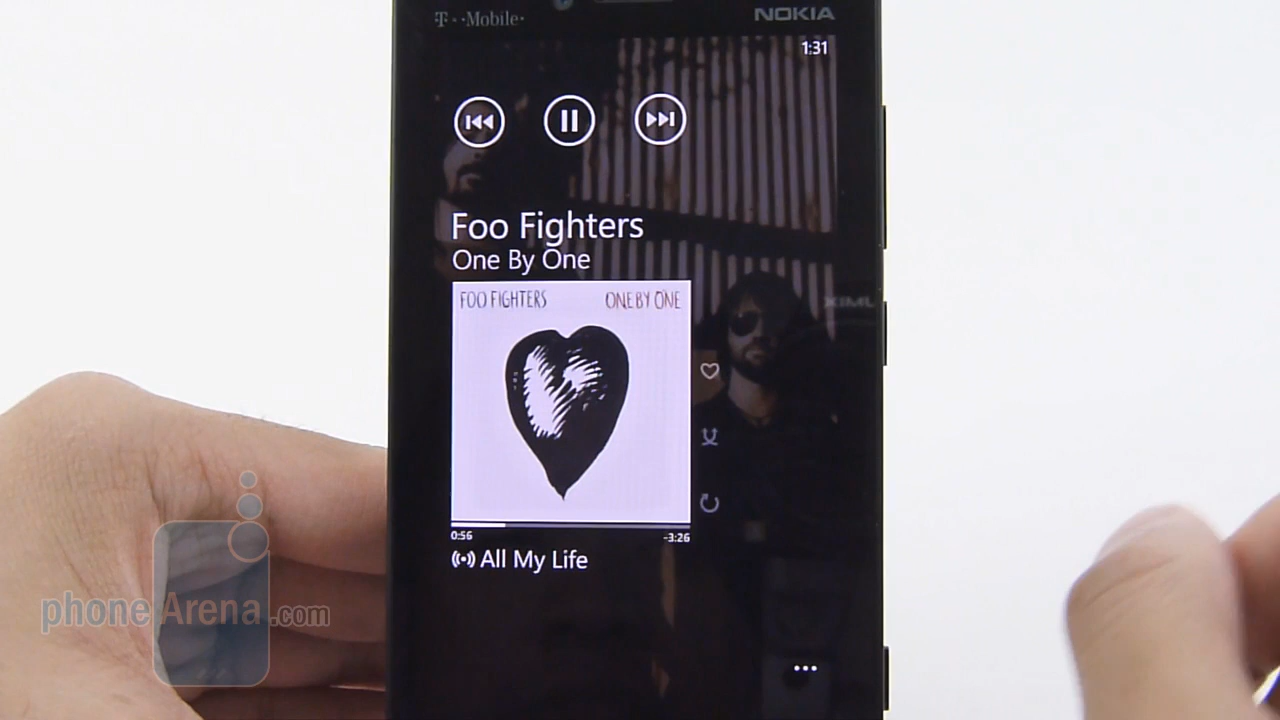 T··Mobile·
NOKIA
1:31
Foo Fighters
One By One
FOO FIGHTERS
ONE BY ONE
0:56
-3:26
All My Life
phoneArena.com